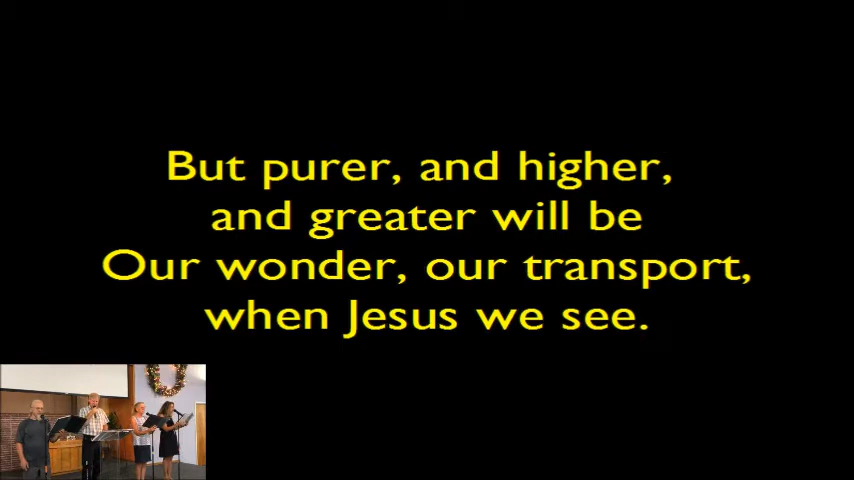 But purer, and higher,
and greater will be
Our wonder, our transport,
when Jesus we see.